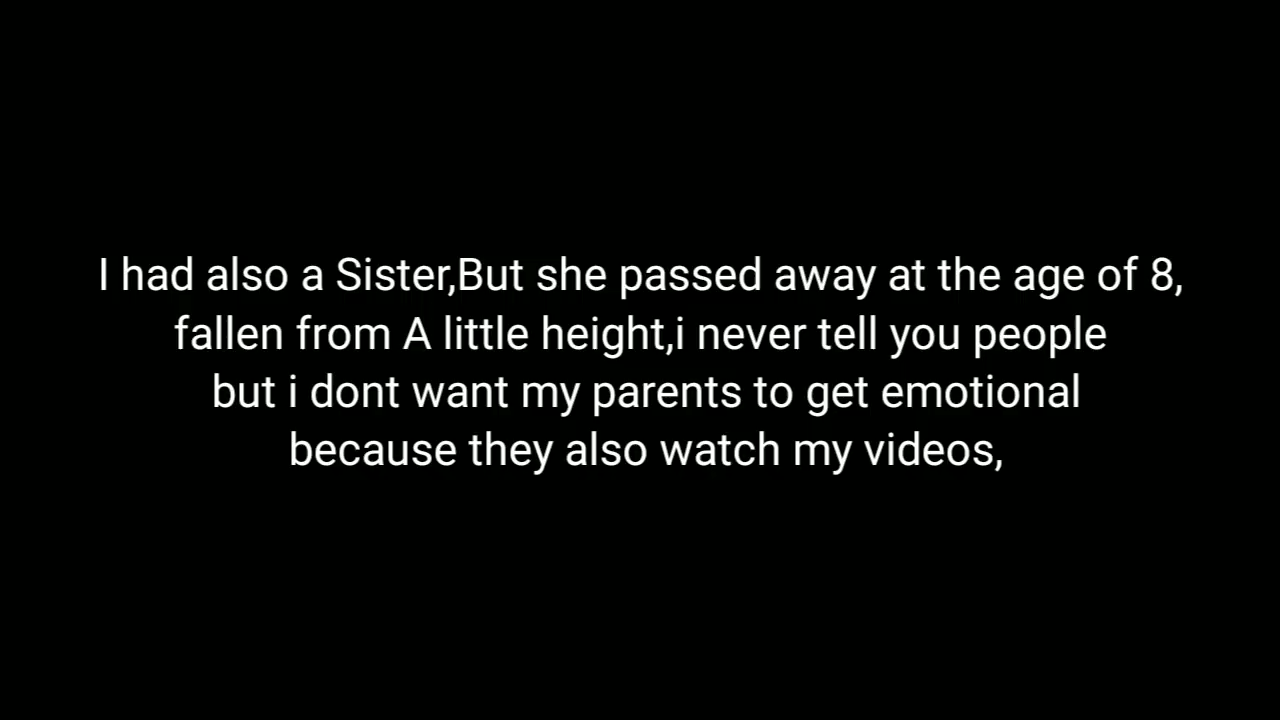 I had also a Sister,But she passed away at the age of 8,
fallen from A little height,i never tell you people
but i dont want my parents to get emotional
because they also watch my videos,